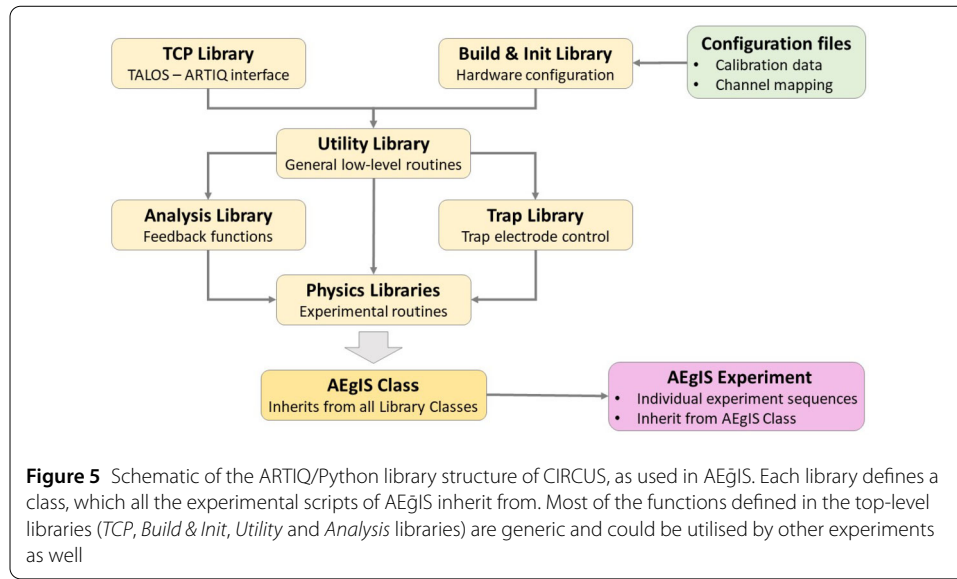 TCP Library
TALOS – ARTIQ interface
Build & Init Library
Hardware configuration
Configuration files
• Calibration data
• Channel mapping
Utility Library
General low-level routines
Analysis Library
Feedback functions
Trap Library
Trap electrode control
Physics Libraries
Experimental routines
AEgIS Class
Inherits from all Library Classes
AEgIS Experiment
• Individual experiment sequences
• Inherit from AEgIS Class
Figure 5 Schematic of the ARTIQ/Python library structure of CIRCUS, as used in AEḡIS. Each library defines a
class, which all the experimental scripts of AEḡIS inherit from. Most of the functions defined in the top-level
libraries (TCP, Build & Init, Utility and Analysis libraries) are generic and could be utilised by other experiments
as well